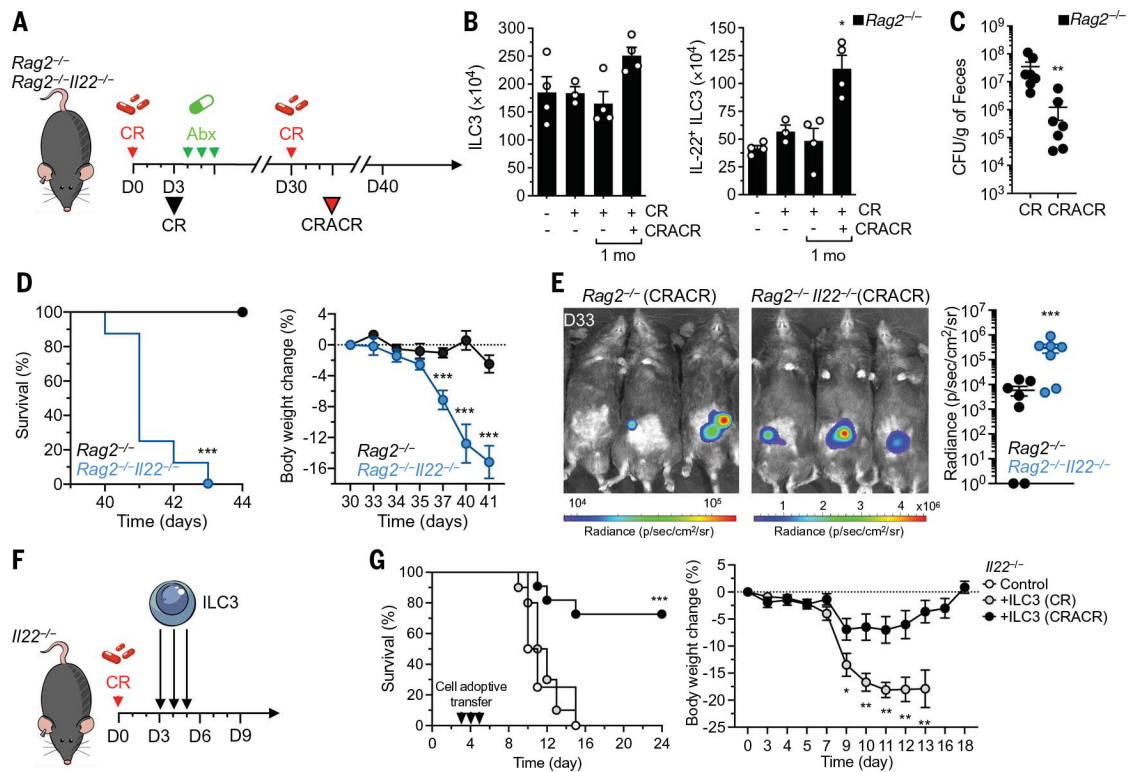 A
Rag2–/–
Rag2–/–Il22–/–
CR
Abx
CR
D0
D3
D30
D40
CR
CRACR
B
Rag2–/–
ILC3 (×10⁴)
300
250
200
150
100
50
0
- + + + CR
- - - + CRACR
1 mo
IL-22⁺ ILC3 (×10⁴)
150
125
100
75
50
25
0
*
- + + + CR
- - - + CRACR
1 mo
C
Rag2–/–
CFU/g of Feces
10⁹
10⁸
10⁷
10⁶
10⁵
10⁴
10³
**
CR CRACR
D
Survival (%)
100
80
60
40
20
0
Rag2–/–
Rag2–/–Il22–/–
***
40 42 44
Time (days)
Body weight change (%)
4
0
-4
-8
-12
-16
***
***
***
Rag2–/–
Rag2–/–Il22–/–
30 33 34 35 37 40 41
Time (days)
E
Rag2–/– (CRACR)
Rag2–/– Il22–/–(CRACR)
D33
10⁴ 10⁵
Radiance (p/sec/cm²/sr)
1 2 3 4 x10⁶
Radiance (p/sec/cm²/sr)
Radiance (p/sec/cm²/sr)
10⁷
10⁶
10⁵
10⁴
10³
10²
10¹
10⁰
***
Rag2–/–
Rag2–/–Il22–/–
F
ILC3
Il22–/–
CR
D0 D3 D6 D9
G
Survival (%)
100
80
60
40
20
0
***
Cell adoptive
transfer
0 4 8 12 16 20 24
Time (day)
Body weight change (%)
5
0
-5
-10
-15
-20
-25
* ** ** ** **
0 3 4 5 7 9 10 11 12 13 16 18
Time (day)
Il22–/–
Control
+ILC3 (CR)
+ILC3 (CRACR)